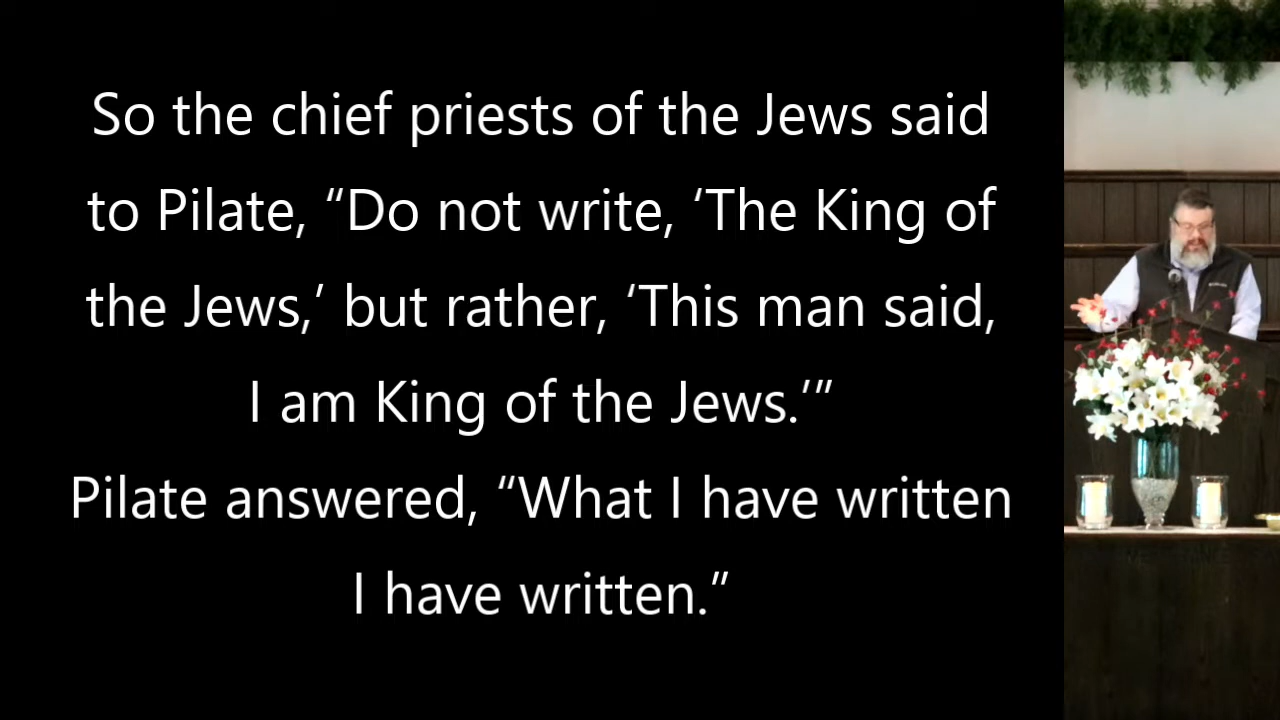 So the chief priests of the Jews said
to Pilate, “Do not write, ‘The King of
the Jews,’ but rather, ‘This man said,
I am King of the Jews.’”
Pilate answered, “What I have written
I have written.”